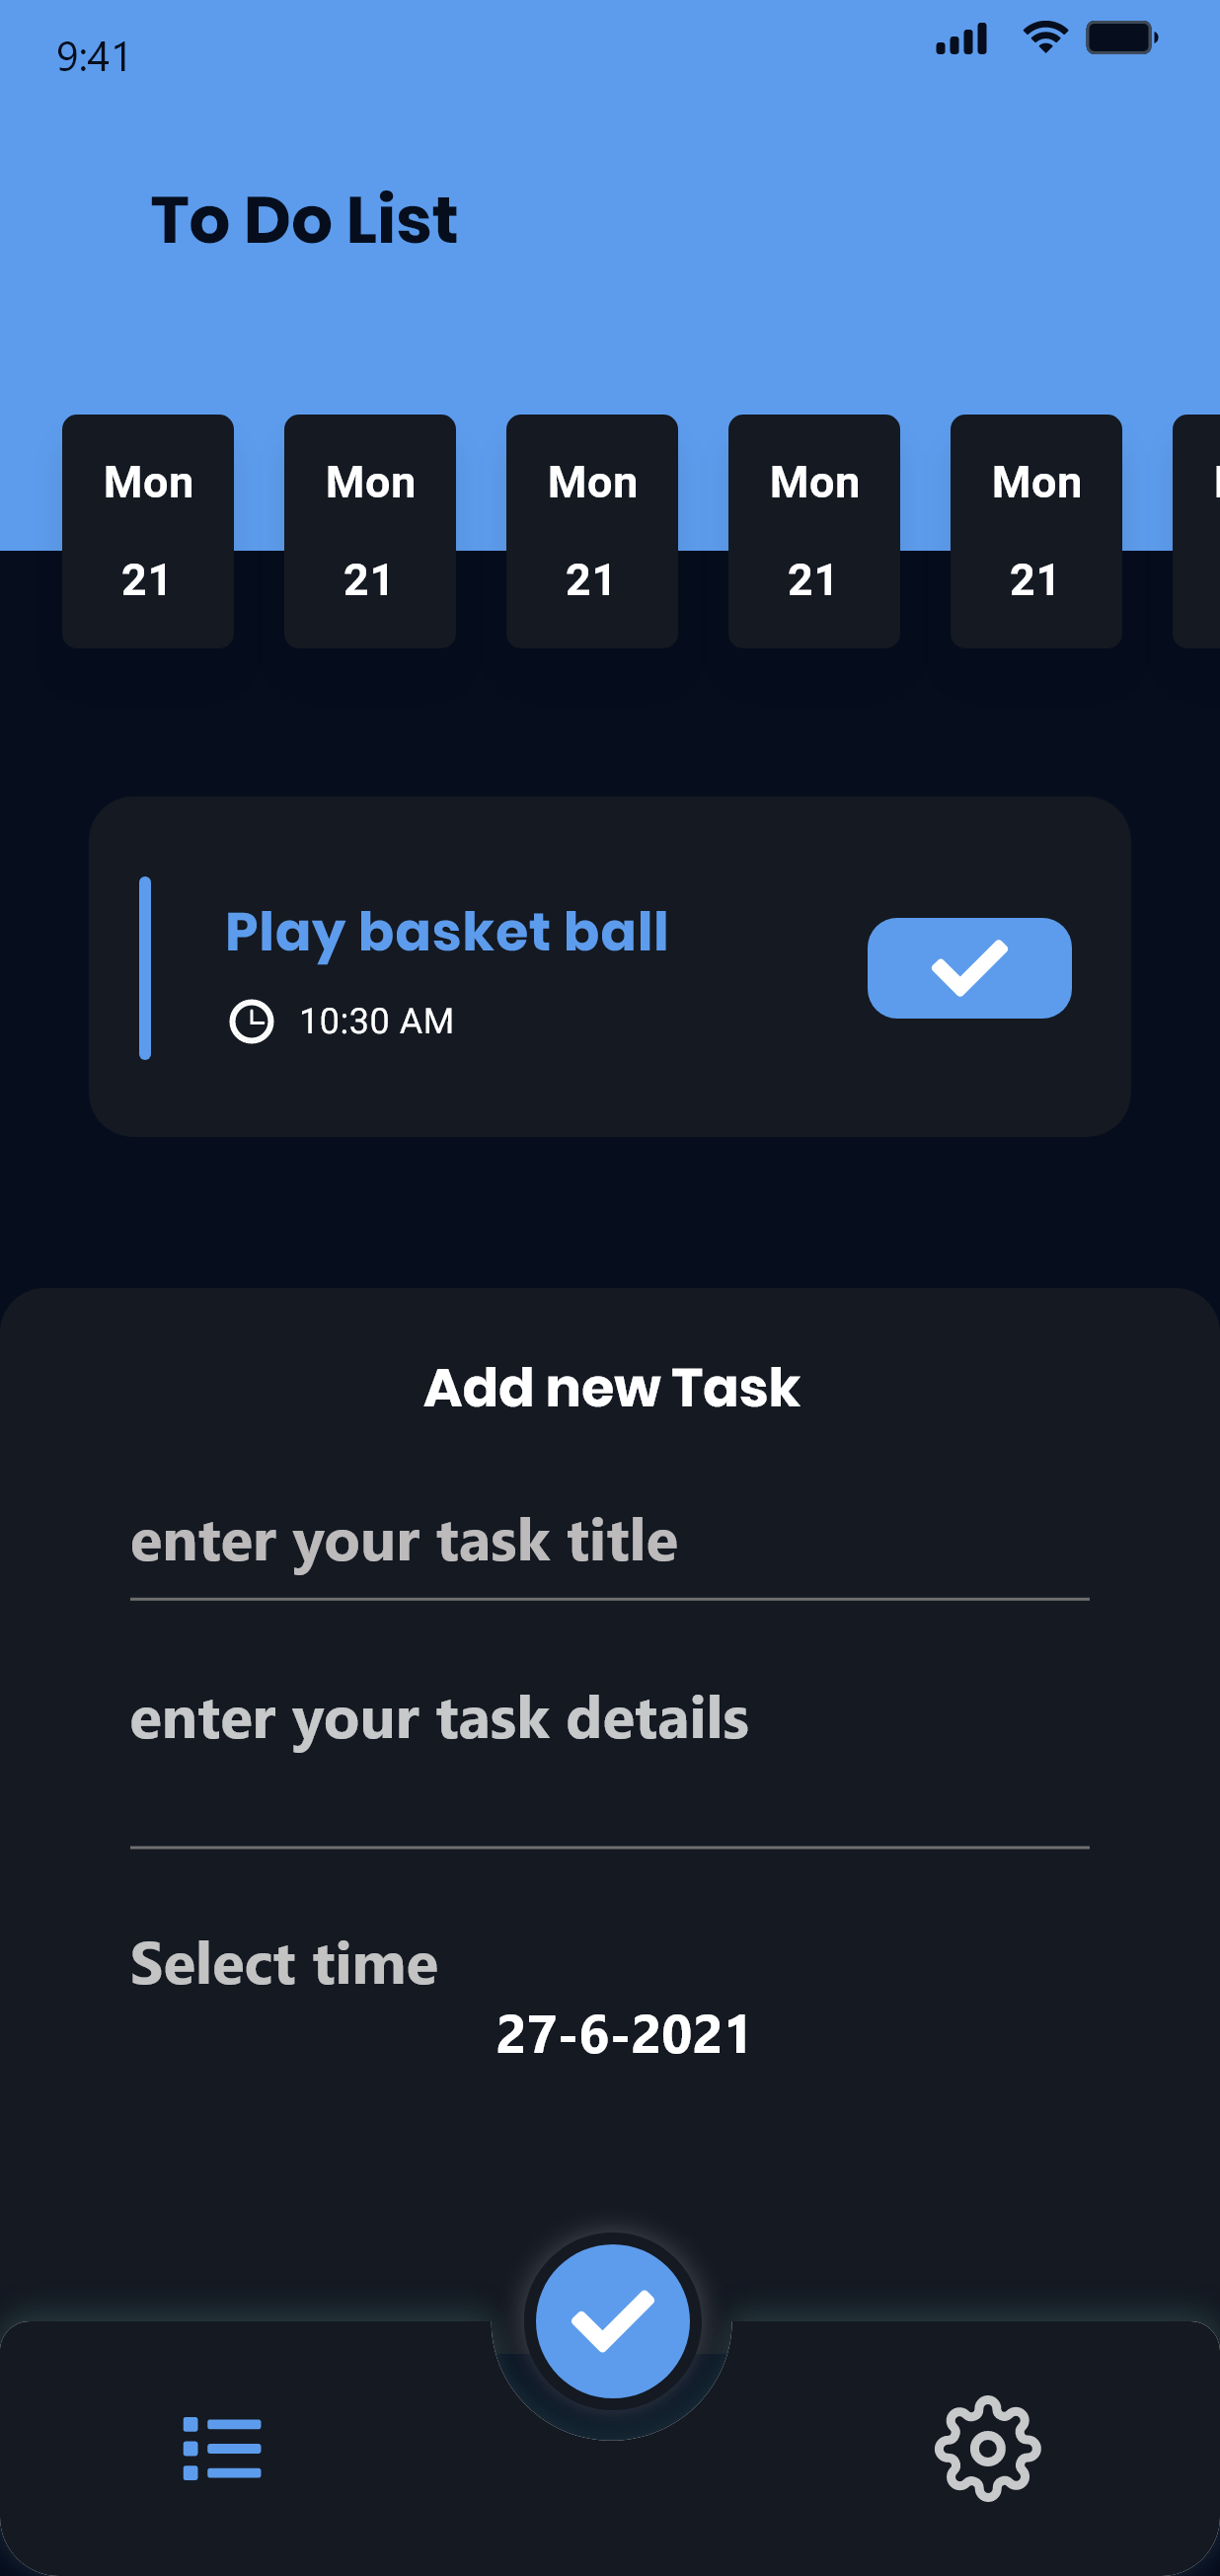 9:41
To Do List
Mon Mon Mon Mon Mon
21 21 21 21 21
Play basket ball
10:30 AM
Add new Task
enter your task title
enter your task details
Select time
27-6-2021